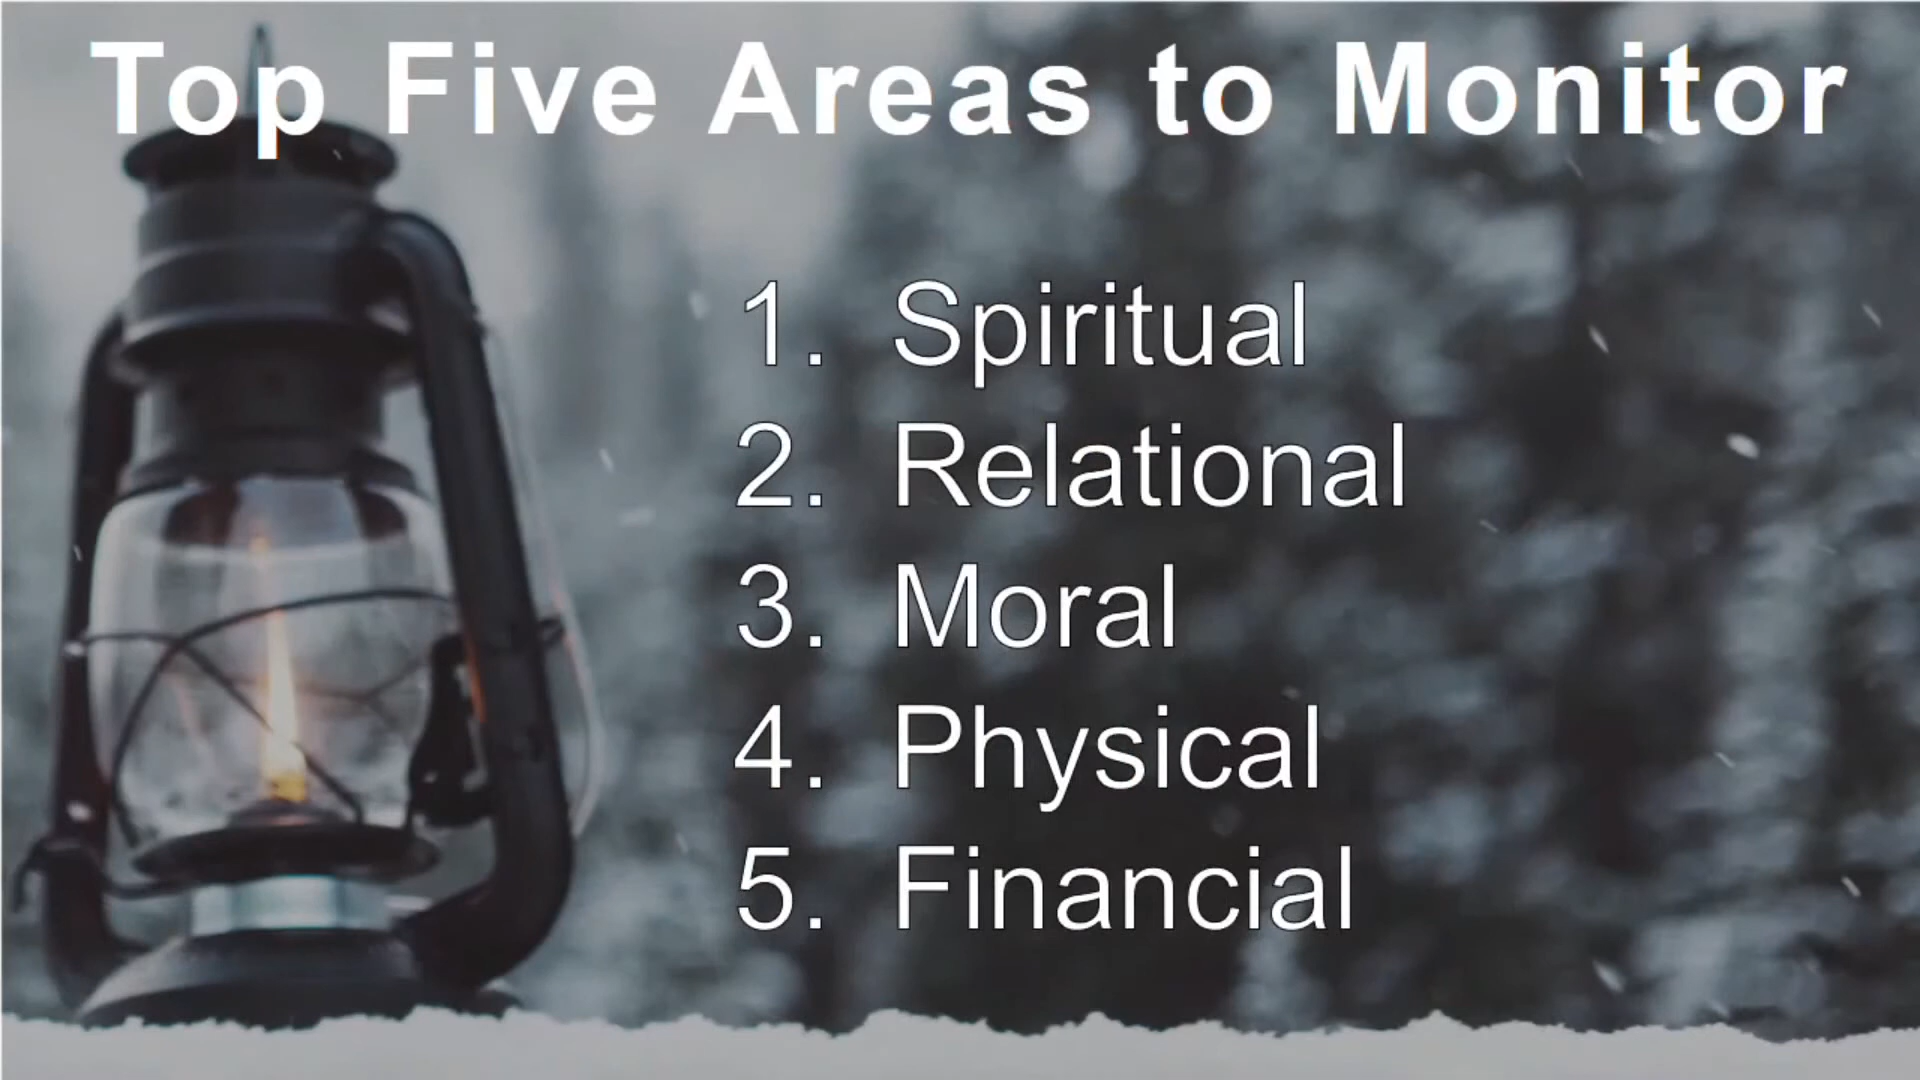 Top Five Areas to Monitor
1. Spiritual
2. Relational
3. Moral
4. Physical
5. Financial